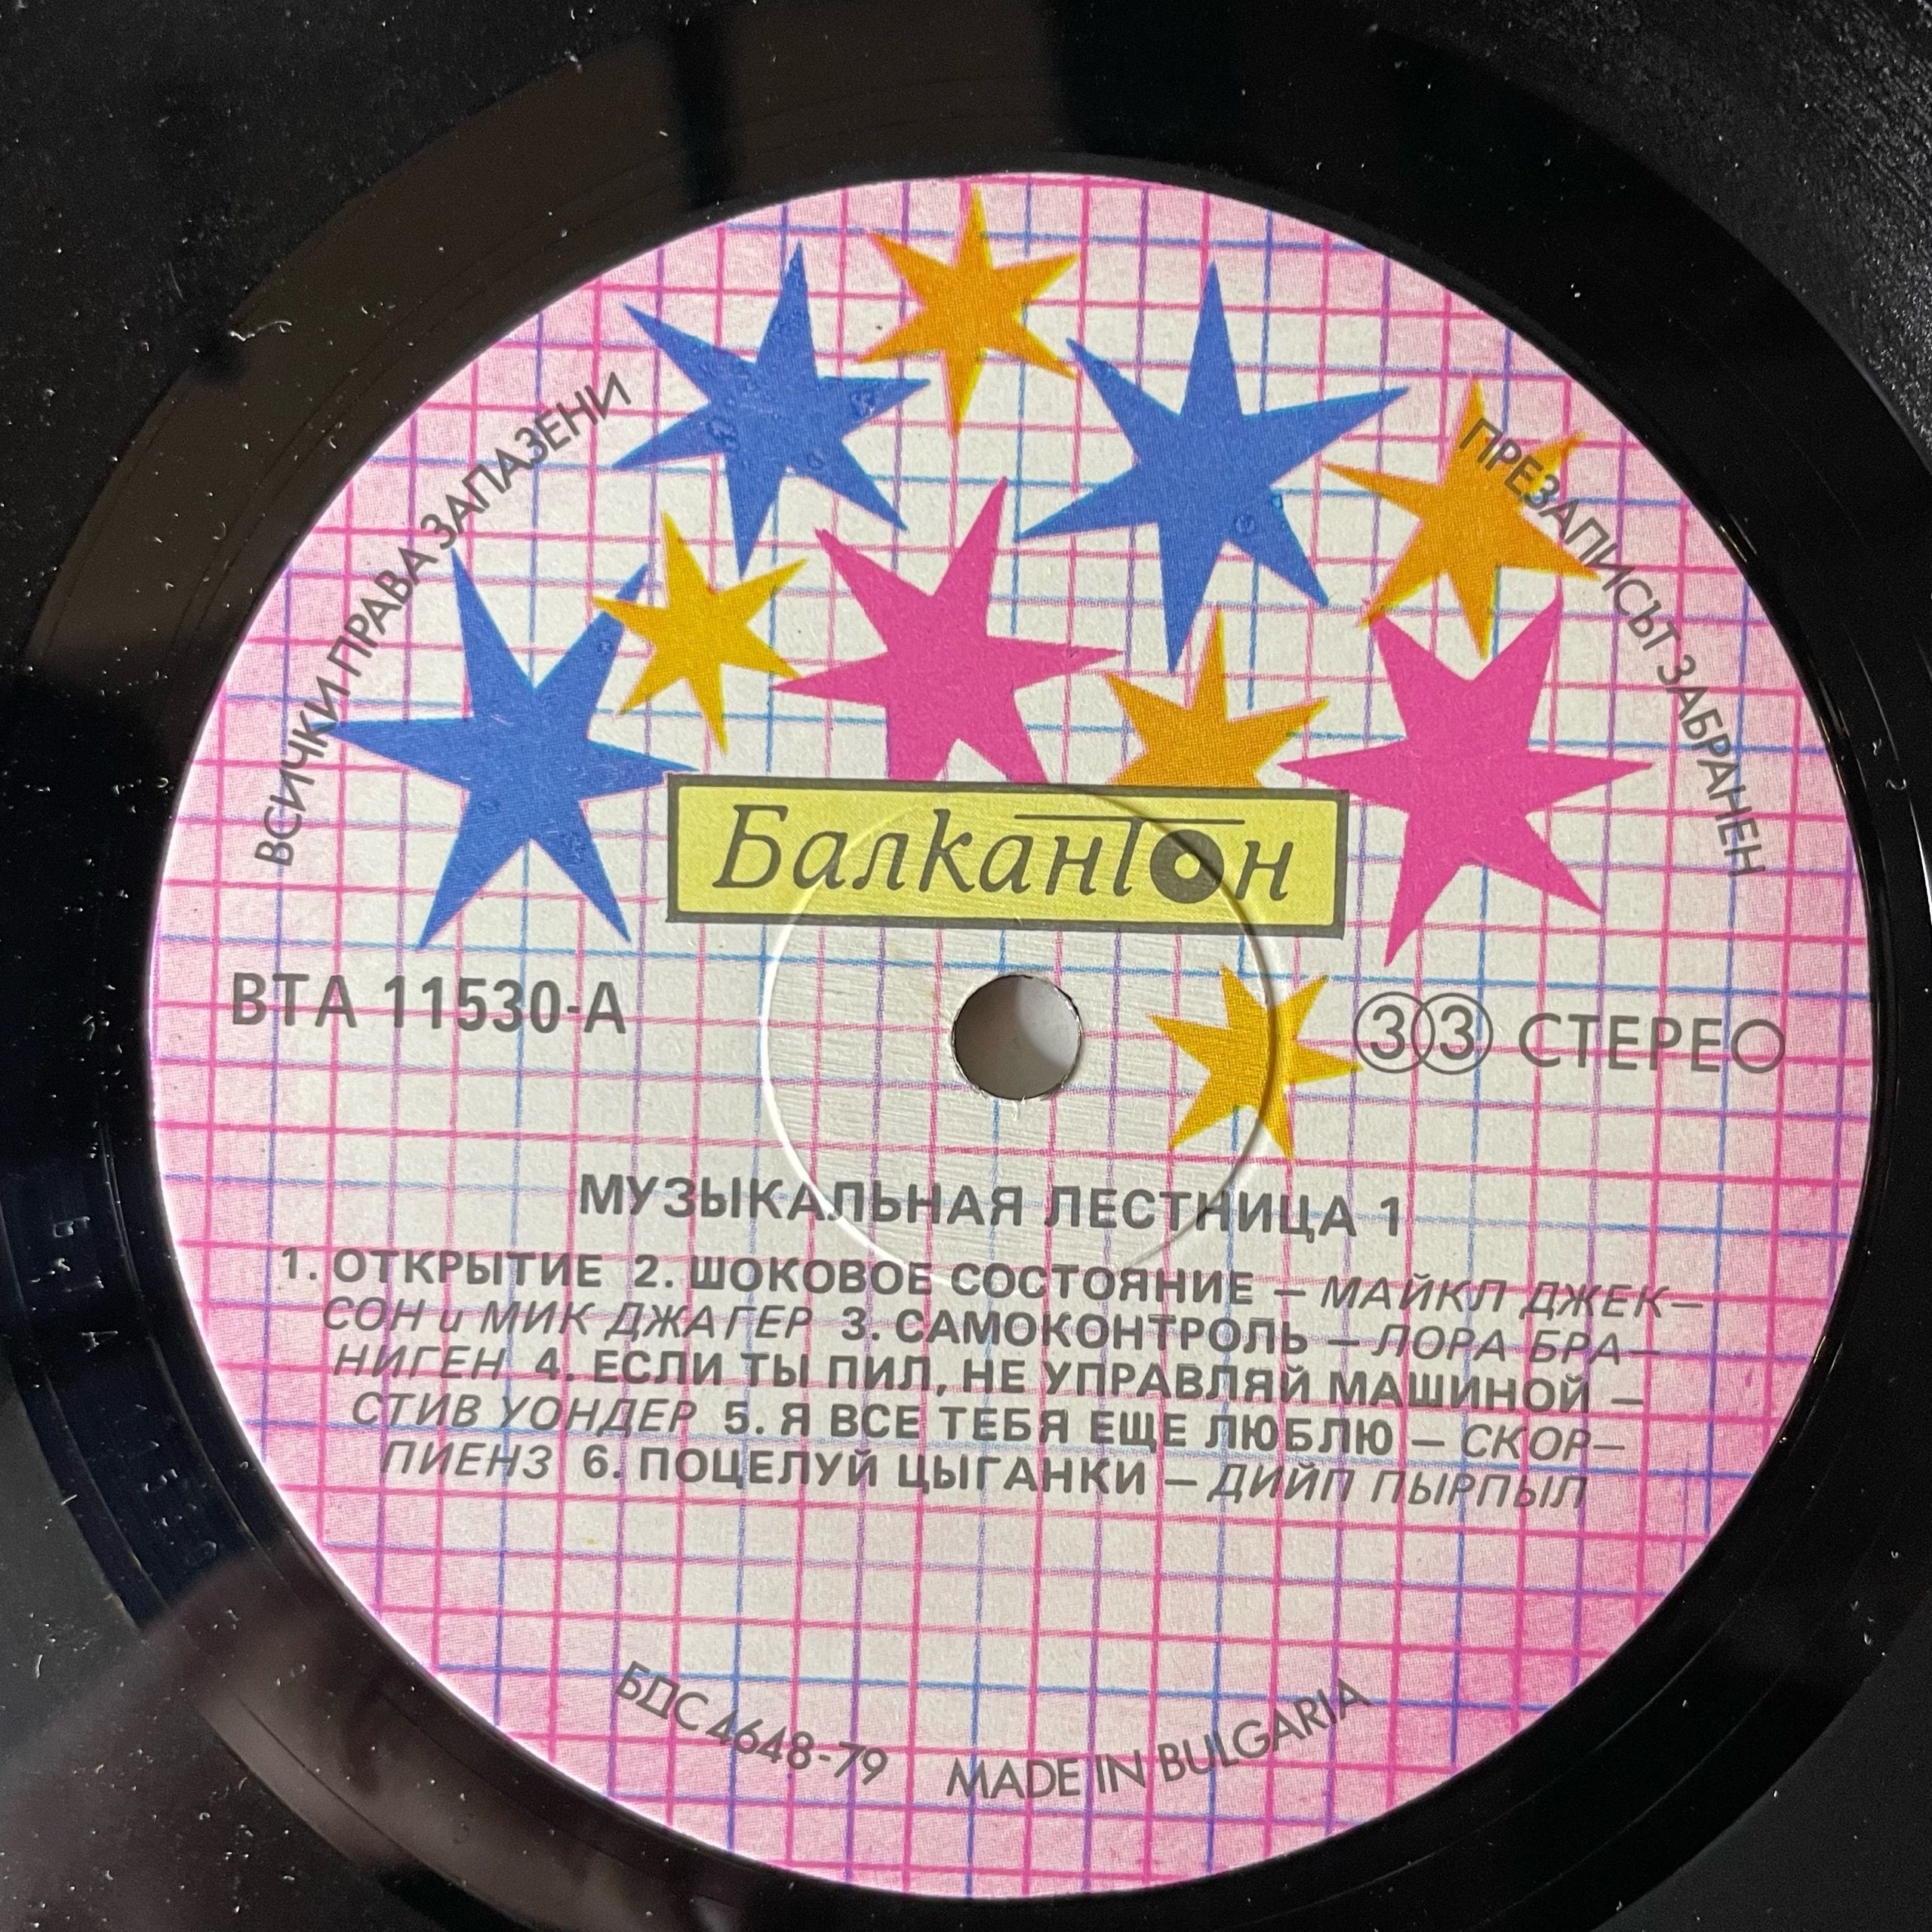 ВСИЧКИ ПРАВА ЗАПАЗЕНИ
ПРЕЗАПИСЪТ ЗАБРАНЕН
Балкантон
ВТА 11530-А
33 СТЕРЕО
МУЗЫКАЛЬНАЯ ЛЕСТНИЦА 1
1. ОТКРЫТИЕ 2. ШОКОВОЕ СОСТОЯНИЕ – МАЙКЛ ДЖЕК–
СОН и МИК ДЖАГЕР 3. САМОКОНТРОЛЬ – ЛОРА БРА–
НИГЕН 4. ЕСЛИ ТЫ ПИЛ, НЕ УПРАВЛЯЙ МАШИНОЙ –
СТИВ УОНДЕР 5. Я ВСЕ ТЕБЯ ЕЩЕ ЛЮБЛЮ – СКОР–
ПИЕНЗ 6. ПОЦЕЛУЙ ЦЫГАНКИ – ДИЙП ПЫРПЫЛ
БДС 4648-79
MADE IN BULGARIA